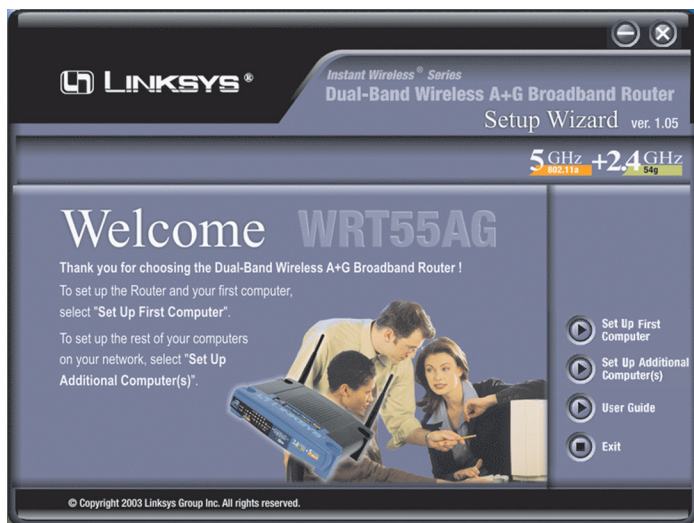 LINKSYS®
Instant Wireless® Series
Dual-Band Wireless A+G Broadband Router
Setup Wizard ver. 1.05
5 GHz + 2.4 GHz
802.11a 54g
Welcome WRT55AG
Thank you for choosing the Dual-Band Wireless A+G Broadband Router !
To set up the Router and your first computer,
select "Set Up First Computer".
To set up the rest of your computers
on your network, select "Set Up
Additional Computer(s)".
LINKSYS
Set Up First
Computer
Set Up Additional
Computer(s)
User Guide
Exit
© Copyright 2003 Linksys Group Inc. All rights reserved.